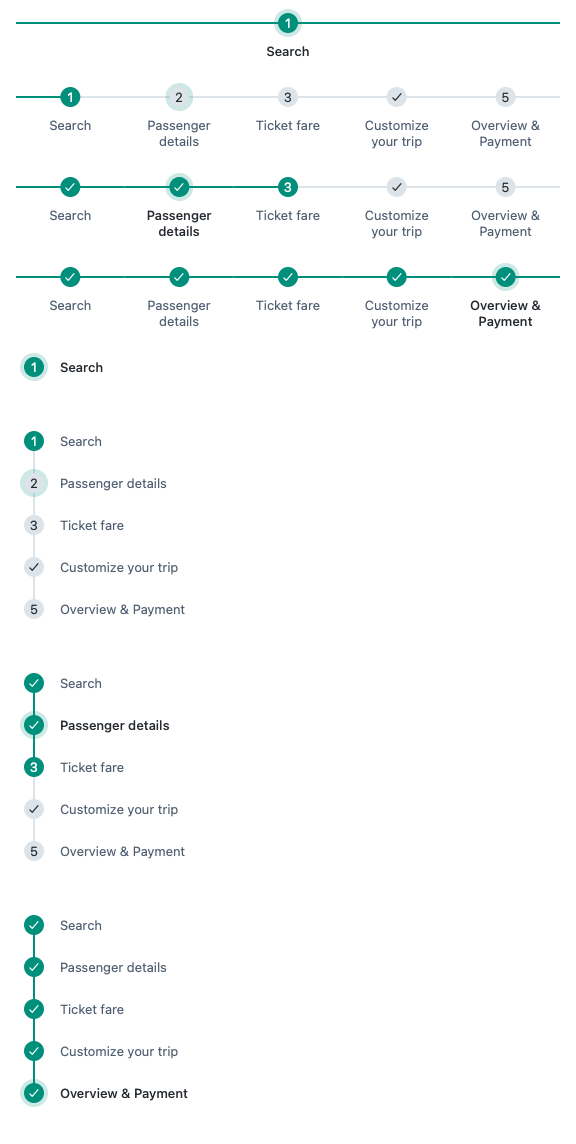 1
Search
1 2 3 5
Search Passenger details Ticket fare Customize your trip Overview & Payment
3 5
Search Passenger details Ticket fare Customize your trip Overview & Payment
Search Passenger details Ticket fare Customize your trip Overview & Payment
1 Search
1 Search
2 Passenger details
3 Ticket fare
Customize your trip
5 Overview & Payment
Search
Passenger details
3 Ticket fare
Customize your trip
5 Overview & Payment
Search
Passenger details
Ticket fare
Customize your trip
Overview & Payment